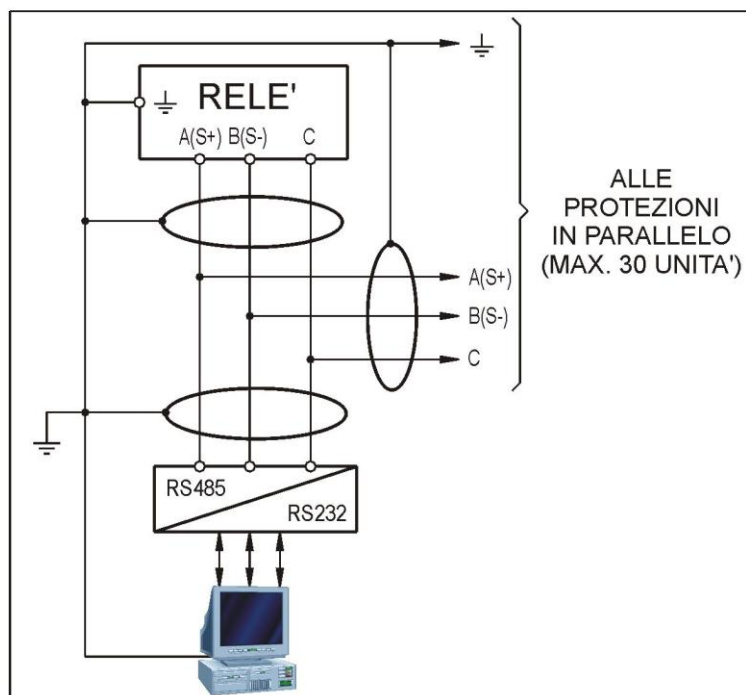 RELE'
A(S+) B(S-) C
ALLE
PROTEZIONI
IN PARALLELO
(MAX. 30 UNITA')
A(S+)
B(S-)
C
RS485
RS232